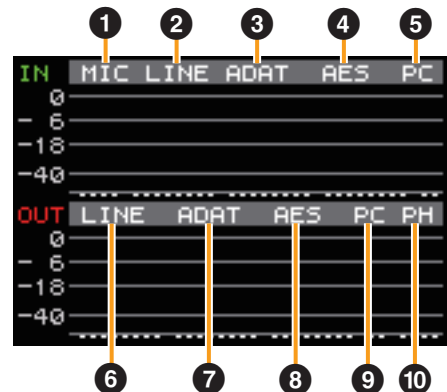 1 2 3 4 5
IN MIC LINE ADAT AES PC
0
- 6
-18
-40
OUT LINE ADAT AES PC PH
0
- 6
-18
-40
6 7 8 9 10